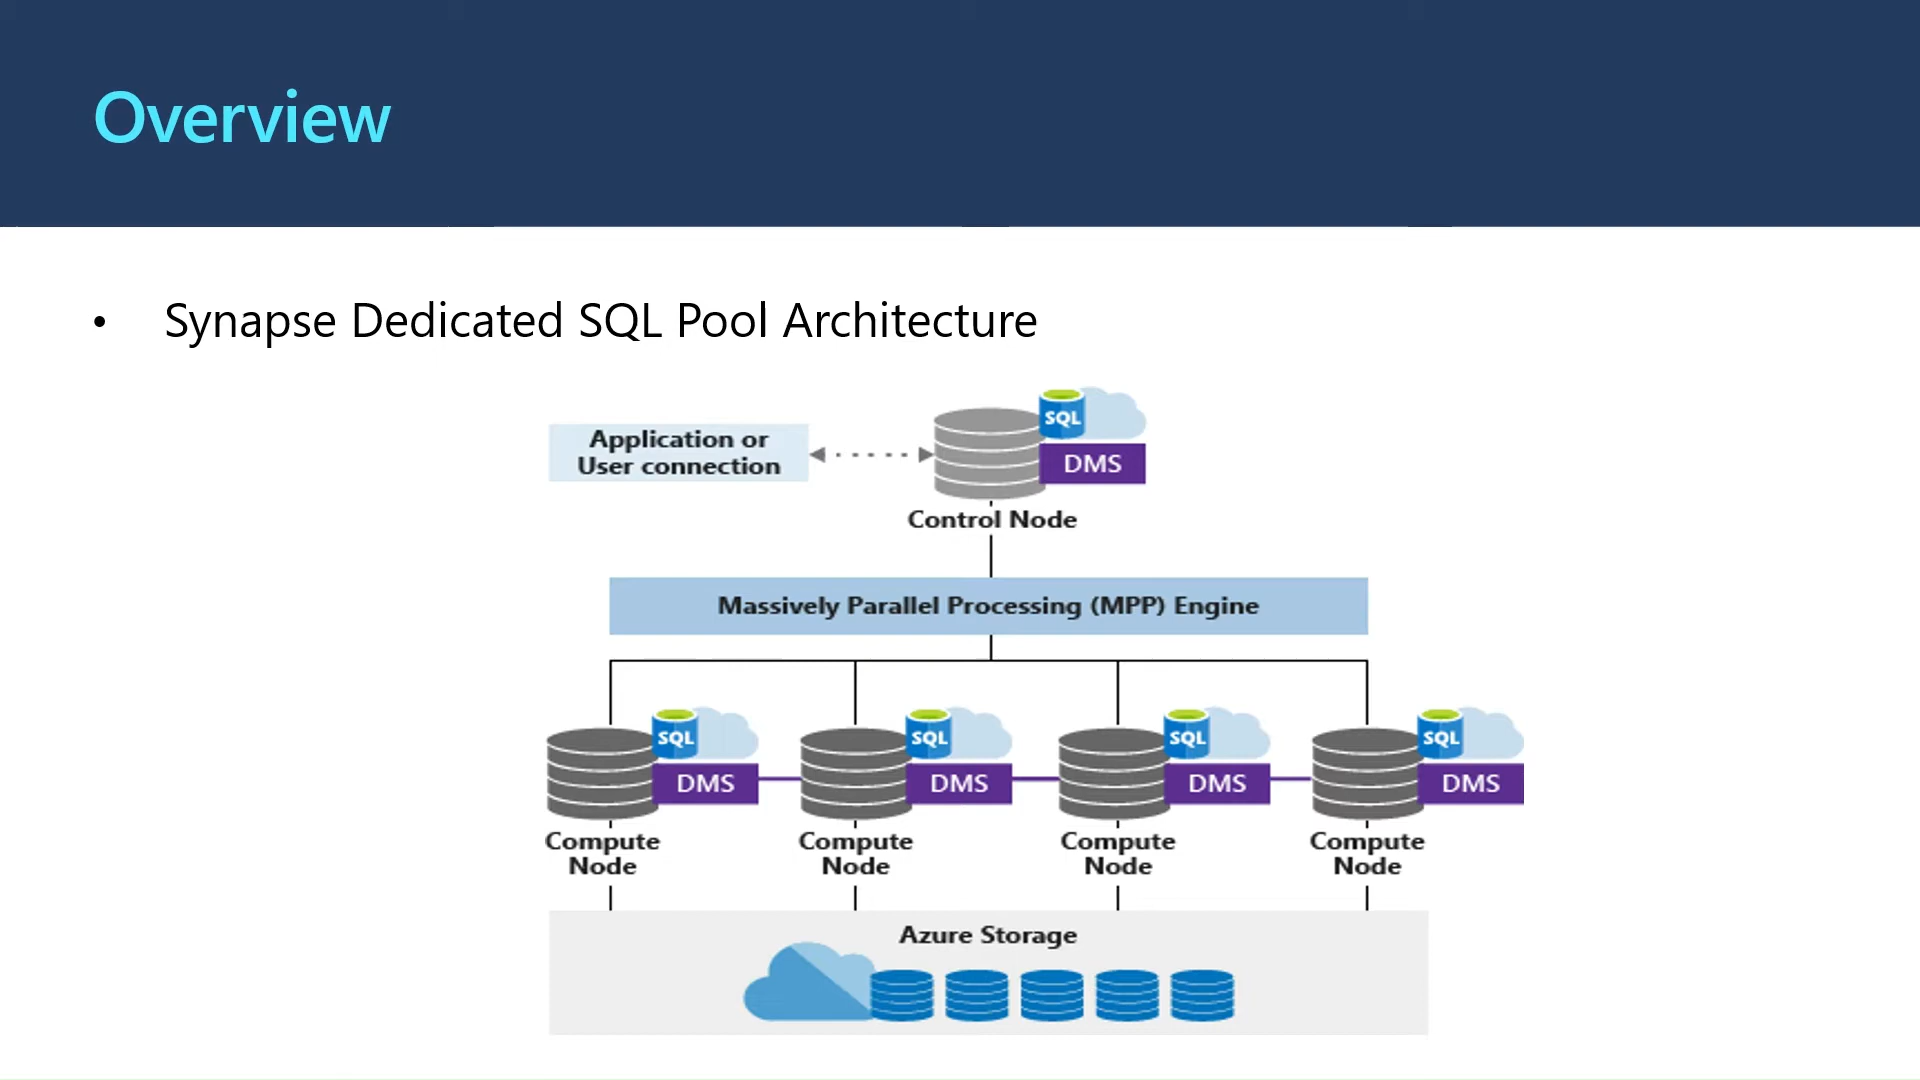 Overview
• Synapse Dedicated SQL Pool Architecture
SQL
Application or
User connection
DMS
Control Node
Massively Parallel Processing (MPP) Engine
SQL
SQL
SQL
SQL
DMS
DMS
DMS
DMS
Compute
Node
Compute
Node
Compute
Node
Compute
Node
Azure Storage